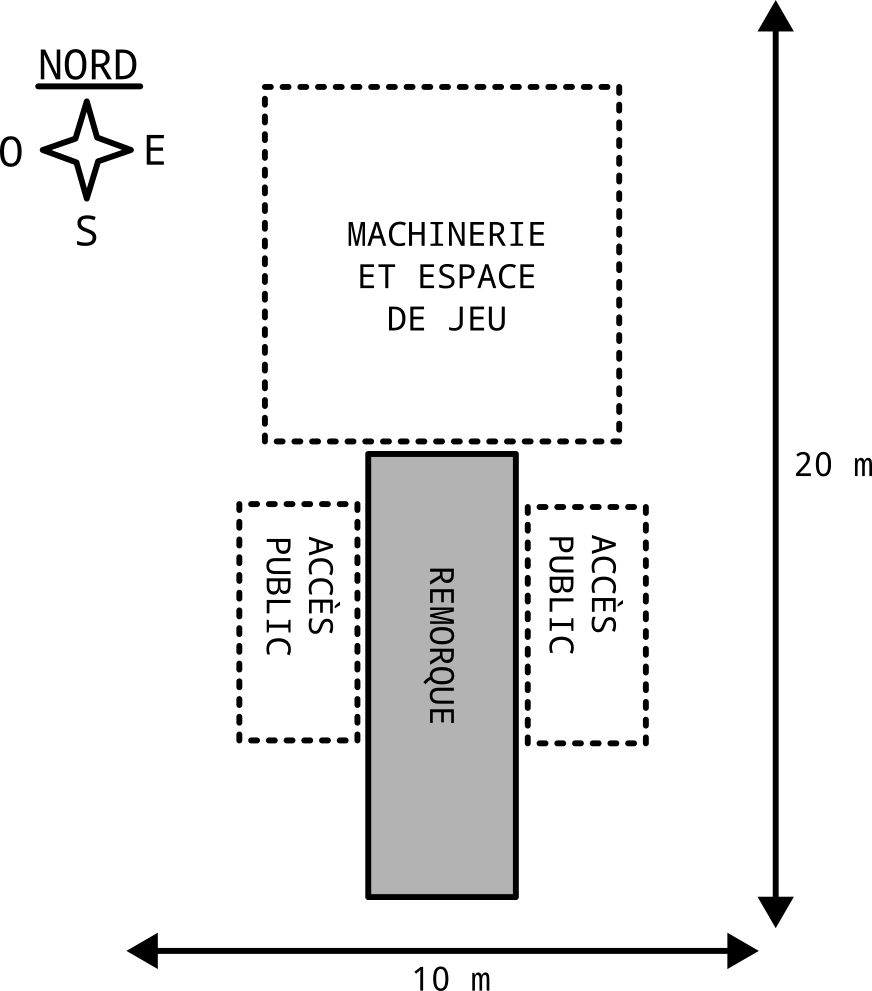 NORD
O
E
S
MACHINERIE
ET ESPACE
DE JEU
20 m
ACCÈS
PUBLIC
REMORQUE
ACCÈS
PUBLIC
10 m